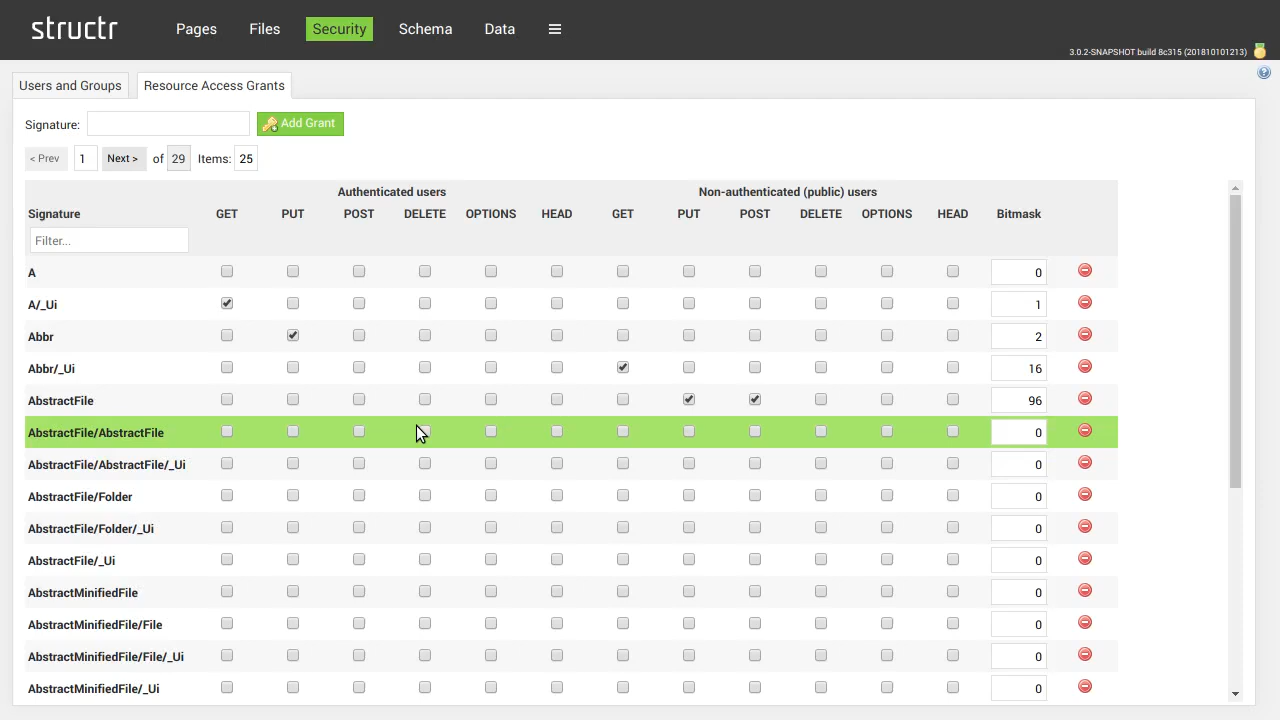 structr Pages Files Security Schema Data
3.0.2-SNAPSHOT build 8c315 (201810101213)
Users and Groups Resource Access Grants
Signature: Add Grant
< Prev 1 Next > of 29 Items: 25
Authenticated users Non-authenticated (public) users
Signature GET PUT POST DELETE OPTIONS HEAD GET PUT POST DELETE OPTIONS HEAD Bitmask
Filter...
A 0
A/_Ui 1
Abbr 2
Abbr/_Ui 16
AbstractFile 96
AbstractFile/AbstractFile 0
AbstractFile/AbstractFile/_Ui 0
AbstractFile/Folder 0
AbstractFile/Folder/_Ui 0
AbstractFile/_Ui 0
AbstractMinifiedFile 0
AbstractMinifiedFile/File 0
AbstractMinifiedFile/File/_Ui 0
AbstractMinifiedFile/_Ui 0